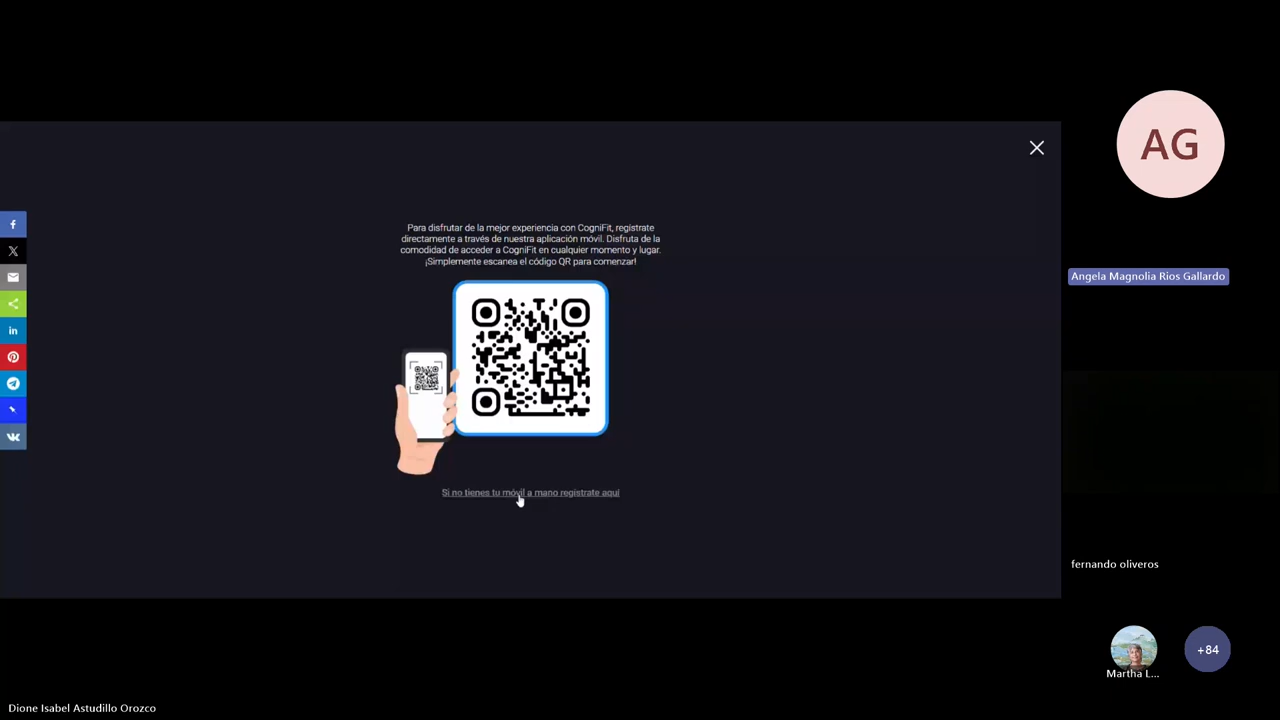 AG
Para disfrutar de la mejor experiencia con CogniFit, regístrate
directamente a través de nuestra aplicación móvil. Disfruta de la
comodidad de acceder a CogniFit en cualquier momento y lugar.
¡Simplemente escanea el código QR para comenzar!
Angela Magnolia Rios Gallardo
Si no tienes tu móvil a mano regístrate aquí
fernando oliveros
+84
Martha L...
Dione Isabel Astudillo Orozco